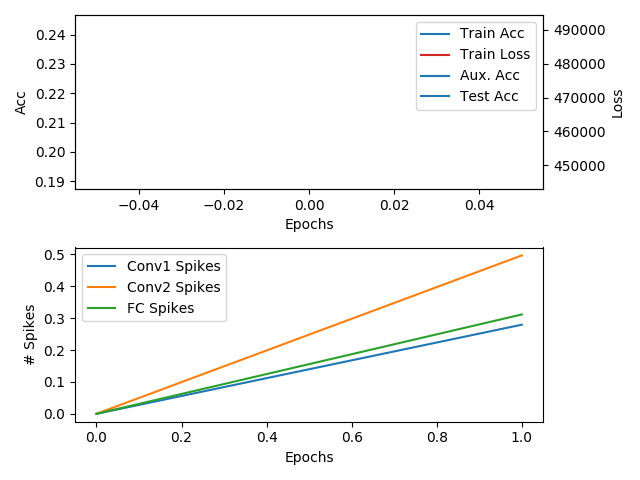 0.24
0.23
0.22
0.21
0.20
0.19
Acc
Train Acc
Train Loss
Aux. Acc
Test Acc
490000
480000
470000
460000
450000
Loss
−0.04
−0.02
0.00
0.02
0.04
Epochs
0.5
0.4
0.3
0.2
0.1
0.0
# Spikes
Conv1 Spikes
Conv2 Spikes
FC Spikes
0.0
0.2
0.4
0.6
0.8
1.0
Epochs